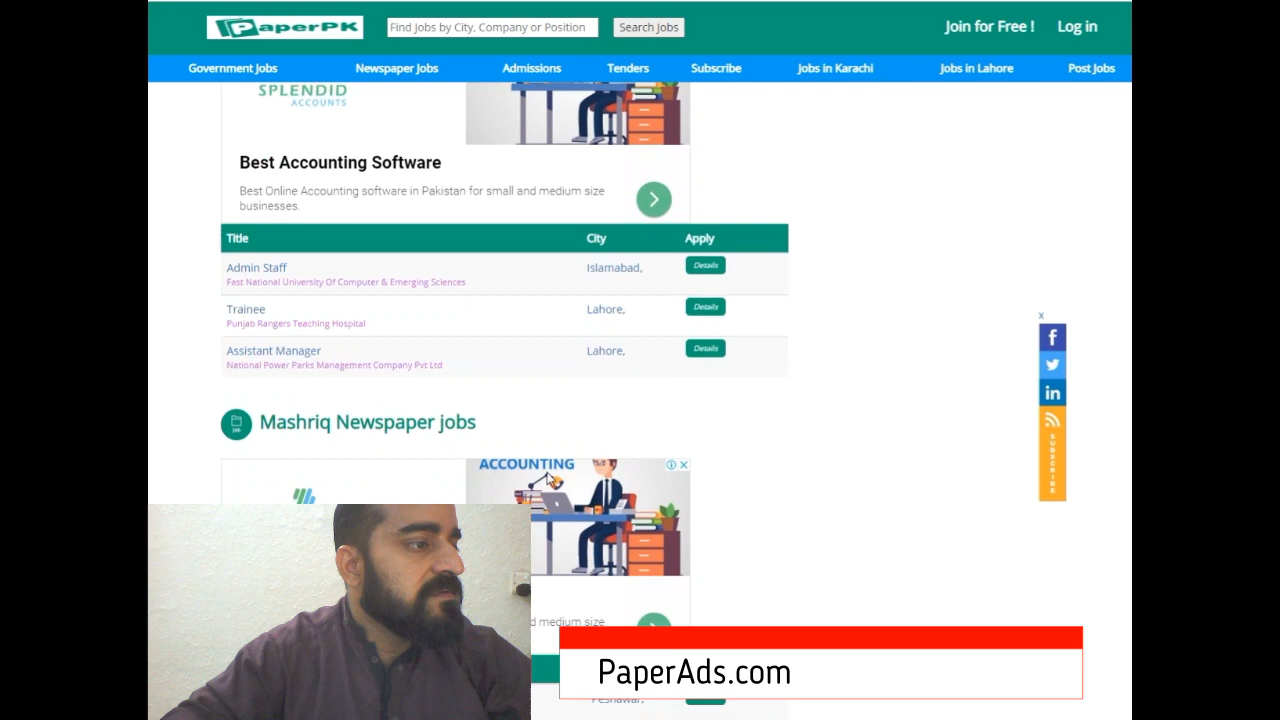 PaperPK
Find Jobs by City, Company or Position
Search Jobs
Join for Free !
Log in
Government Jobs
Newspaper Jobs
Admissions
Tenders
Subscribe
Jobs in Karachi
Jobs in Lahore
Post Jobs
SPLENDID
ACCOUNTS
Best Accounting Software
Best Online Accounting software in Pakistan for small and medium size
businesses.
Title City Apply
Admin Staff Islamabad, Details
Fast National University Of Computer & Emerging Sciences
Trainee Lahore, Details
Punjab Rangers Teaching Hospital
Assistant Manager Lahore, Details
National Power Parks Management Company Pvt Ltd
x
f
in
SUBSCRIBE
Job
Mashriq Newspaper jobs
ACCOUNTING
d medium size
PaperAds.com
Peshawar,